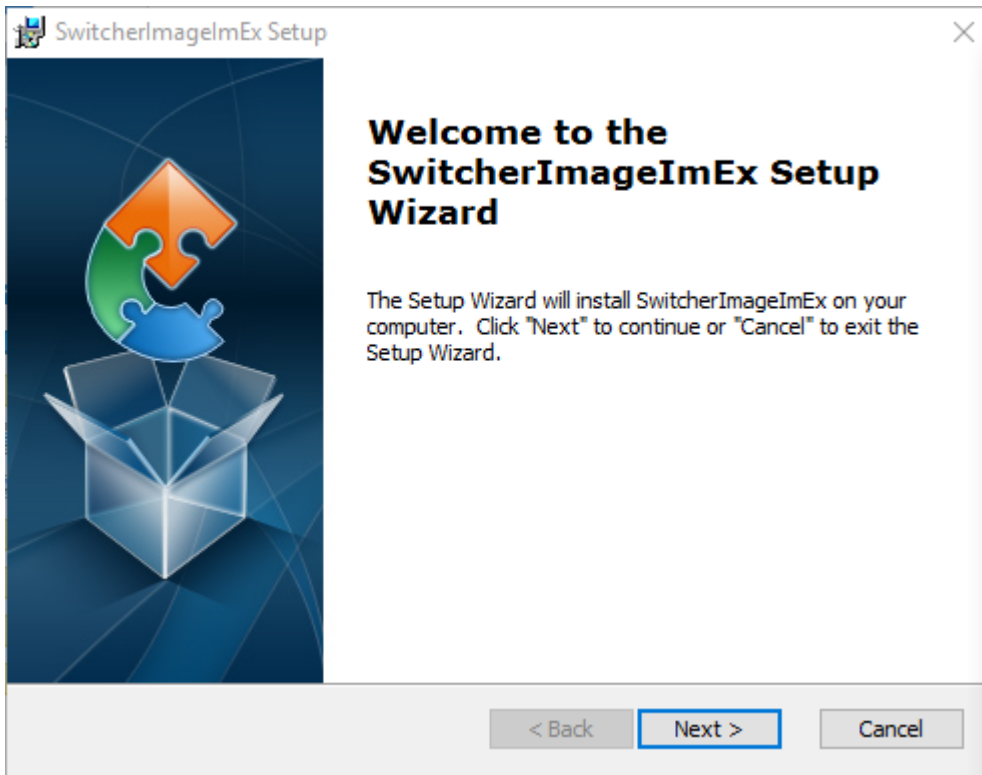 SwitcherImageImEx Setup
Welcome to the
SwitcherImageImEx Setup
Wizard
The Setup Wizard will install SwitcherImageImEx on your
computer.  Click "Next" to continue or "Cancel" to exit the
Setup Wizard.
< Back
Next >
Cancel